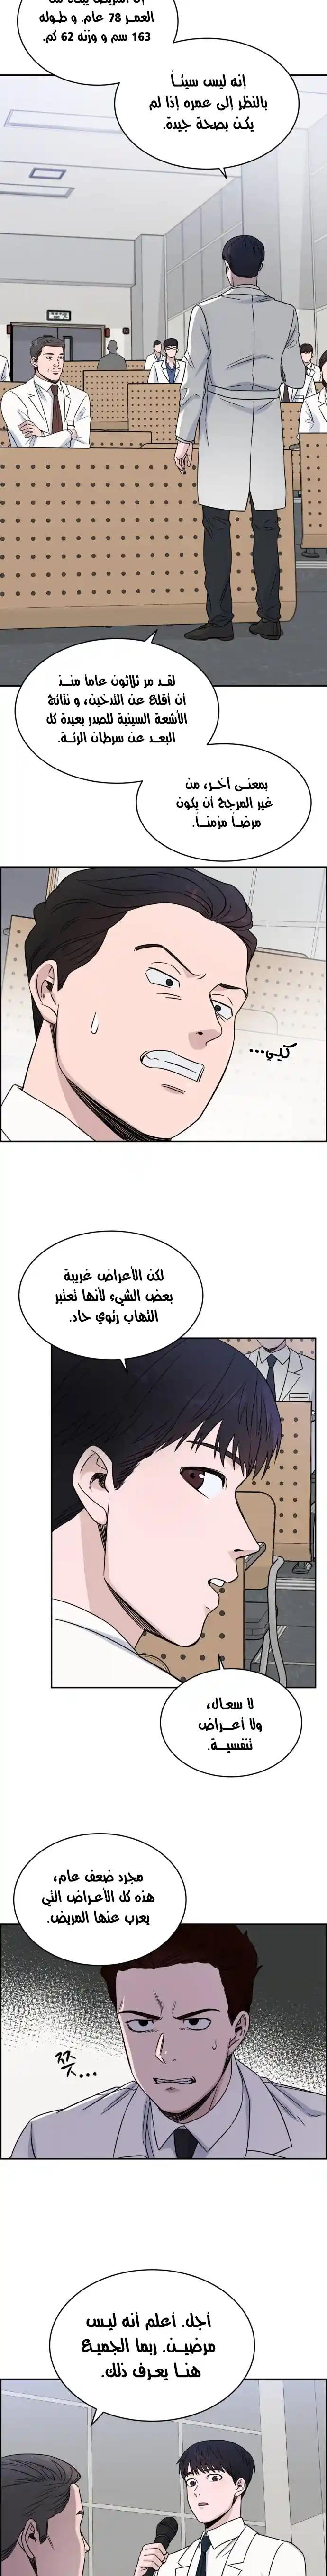 العمر 78 عام. و طوله
163 سم و وزنه 62 كم.
إنه ليس سيئاً
بالنظر إلى عمره إذا لم
يكن بصحة جيدة.
لقد مر ثلاثون عاما منذ
أن أقلع عن التدخين، و نتائج
الأشعة السينية للصدر بعيدة كل
البعد عن سرطان الرئة.
بمعنى اخر، من
غير المرجح أن يكون
مرضا مزمنا.
كيي...
لكن الأعراض غريبة
بعض الشيء لأنها تعتبر
التهاب رئوي حاد.
لا سعال،
ولا أعراض
تنفسية.
مجرد ضعف عام،
هذه كل الأعراض التي
يعرب عنها المريض.
쯧...
أجل. أعلم أنه ليس
مرضين. ربما الجميع
هنا يعرف ذلك.